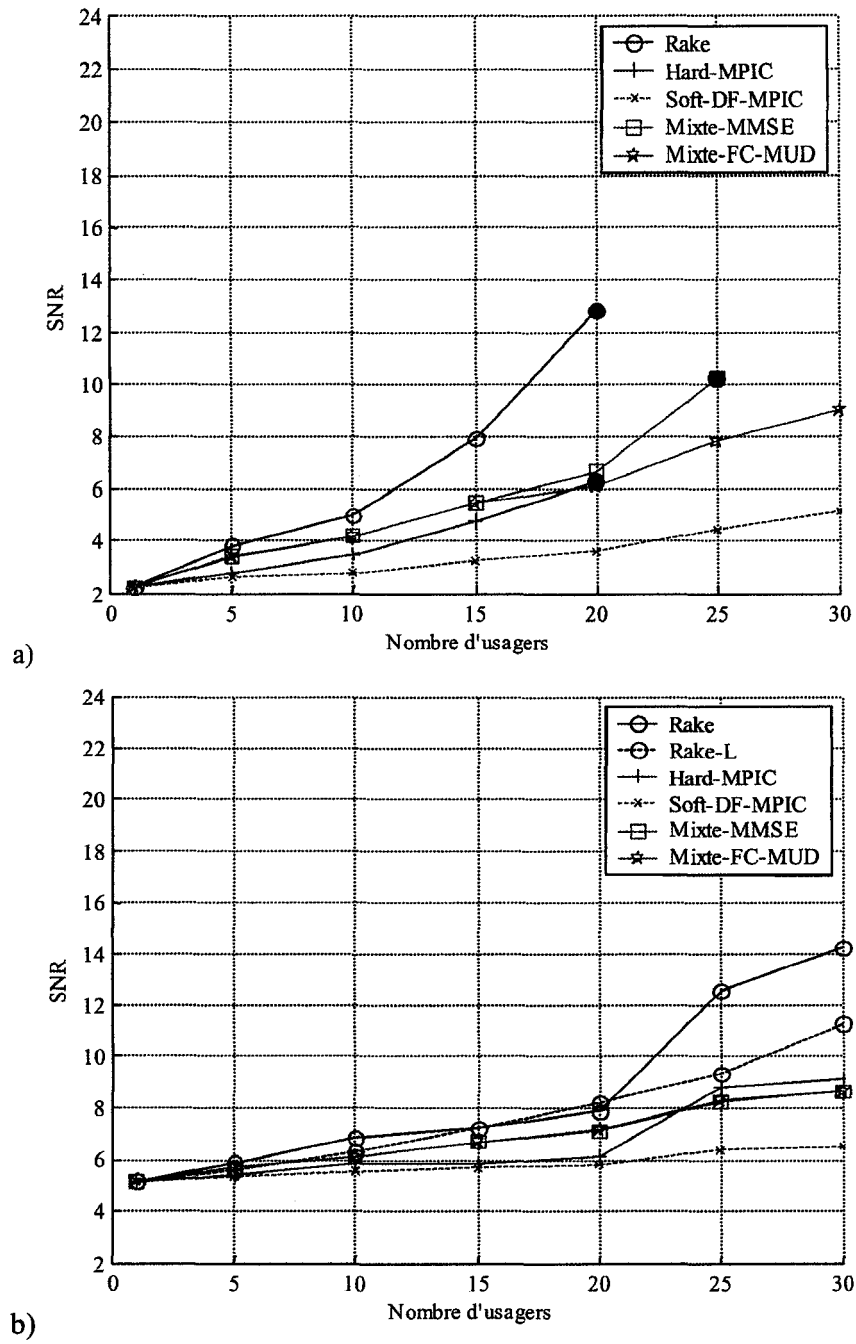 24
22
20
18
16
14
12
10
8
6
4
2
SNR
Rake
Hard-MPIC
Soft-DF-MPIC
Mixte-MMSE
Mixte-FC-MUD
0 5 10 15 20 25 30
Nombre d'usagers
a)
24
22
20
18
16
14
12
10
8
6
4
2
SNR
Rake
Rake-L
Hard-MPIC
Soft-DF-MPIC
Mixte-MMSE
Mixte-FC-MUD
0 5 10 15 20 25 30
Nombre d'usagers
b)